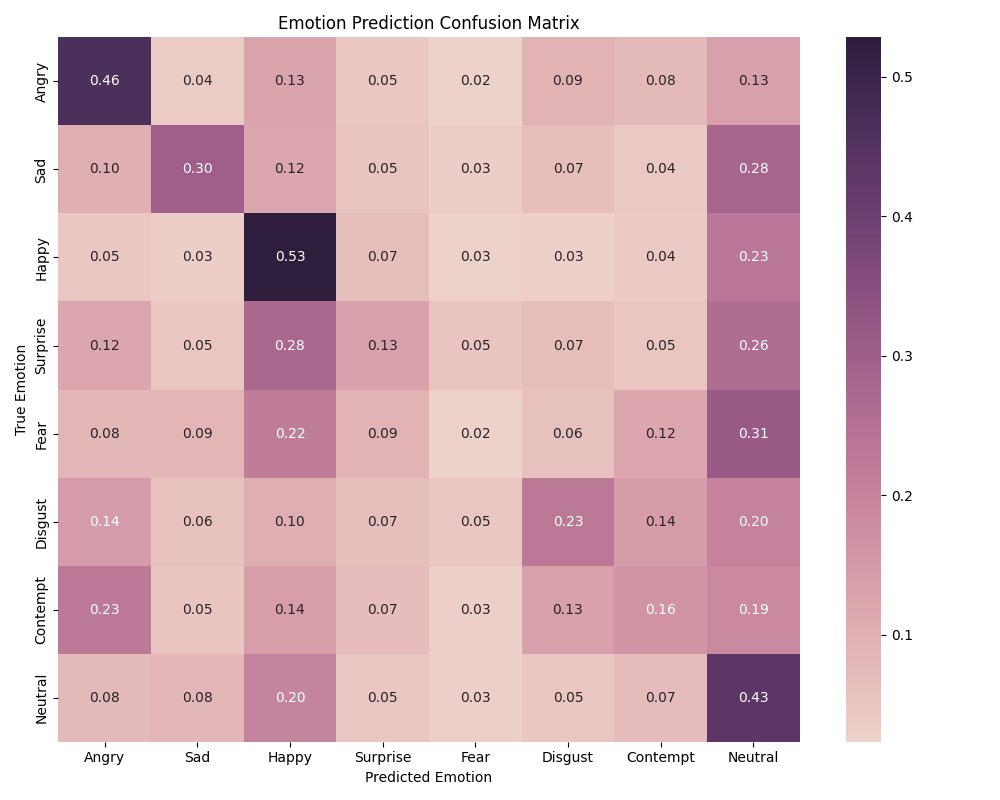 Emotion Prediction Confusion Matrix
Angry 0.46 0.04 0.13 0.05 0.02 0.09 0.08 0.13
Sad 0.10 0.30 0.12 0.05 0.03 0.07 0.04 0.28
Happy 0.05 0.03 0.53 0.07 0.03 0.03 0.04 0.23
Surprise 0.12 0.05 0.28 0.13 0.05 0.07 0.05 0.26
Fear 0.08 0.09 0.22 0.09 0.02 0.06 0.12 0.31
Disgust 0.14 0.06 0.10 0.07 0.05 0.23 0.14 0.20
Contempt 0.23 0.05 0.14 0.07 0.03 0.13 0.16 0.19
Neutral 0.08 0.08 0.20 0.05 0.03 0.05 0.07 0.43
True Emotion
Angry Sad Happy Surprise Fear Disgust Contempt Neutral
Predicted Emotion
0.5
0.4
0.3
0.2
0.1